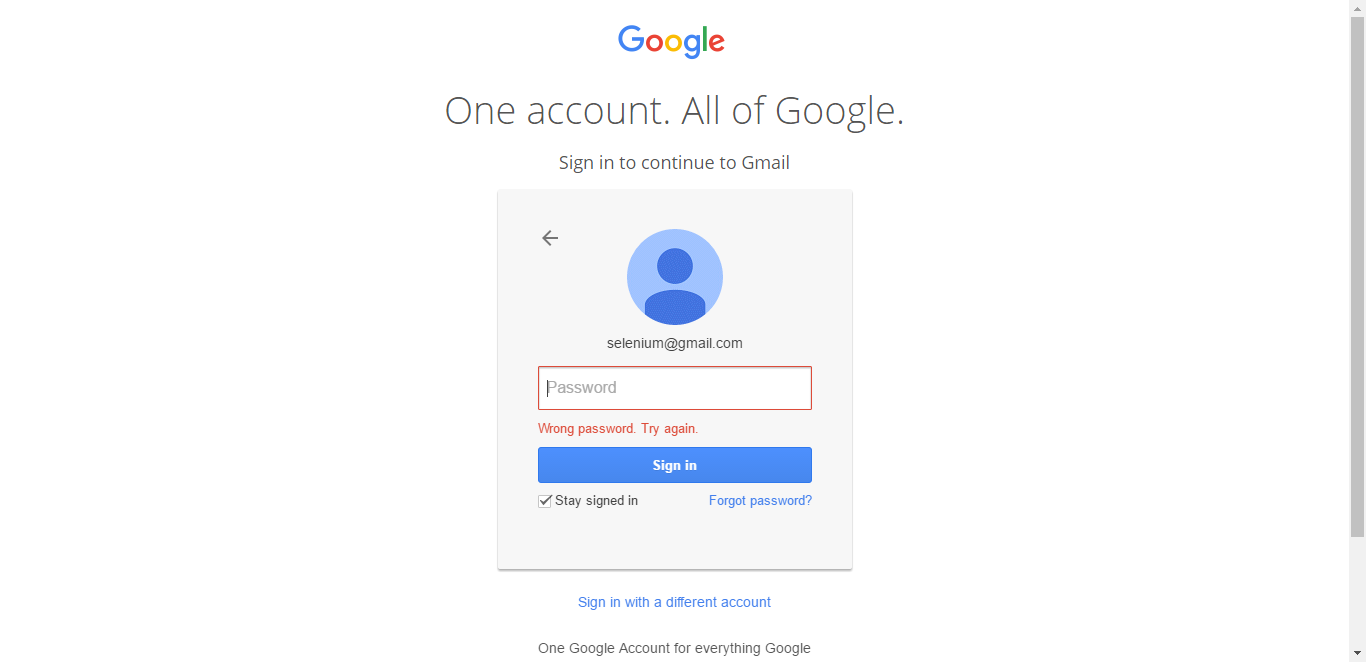 Google
One account. All of Google.
Sign in to continue to Gmail
selenium@gmail.com
Password
Wrong password. Try again.
Sign in
Stay signed in
Forgot password?
Sign in with a different account
One Google Account for everything Google